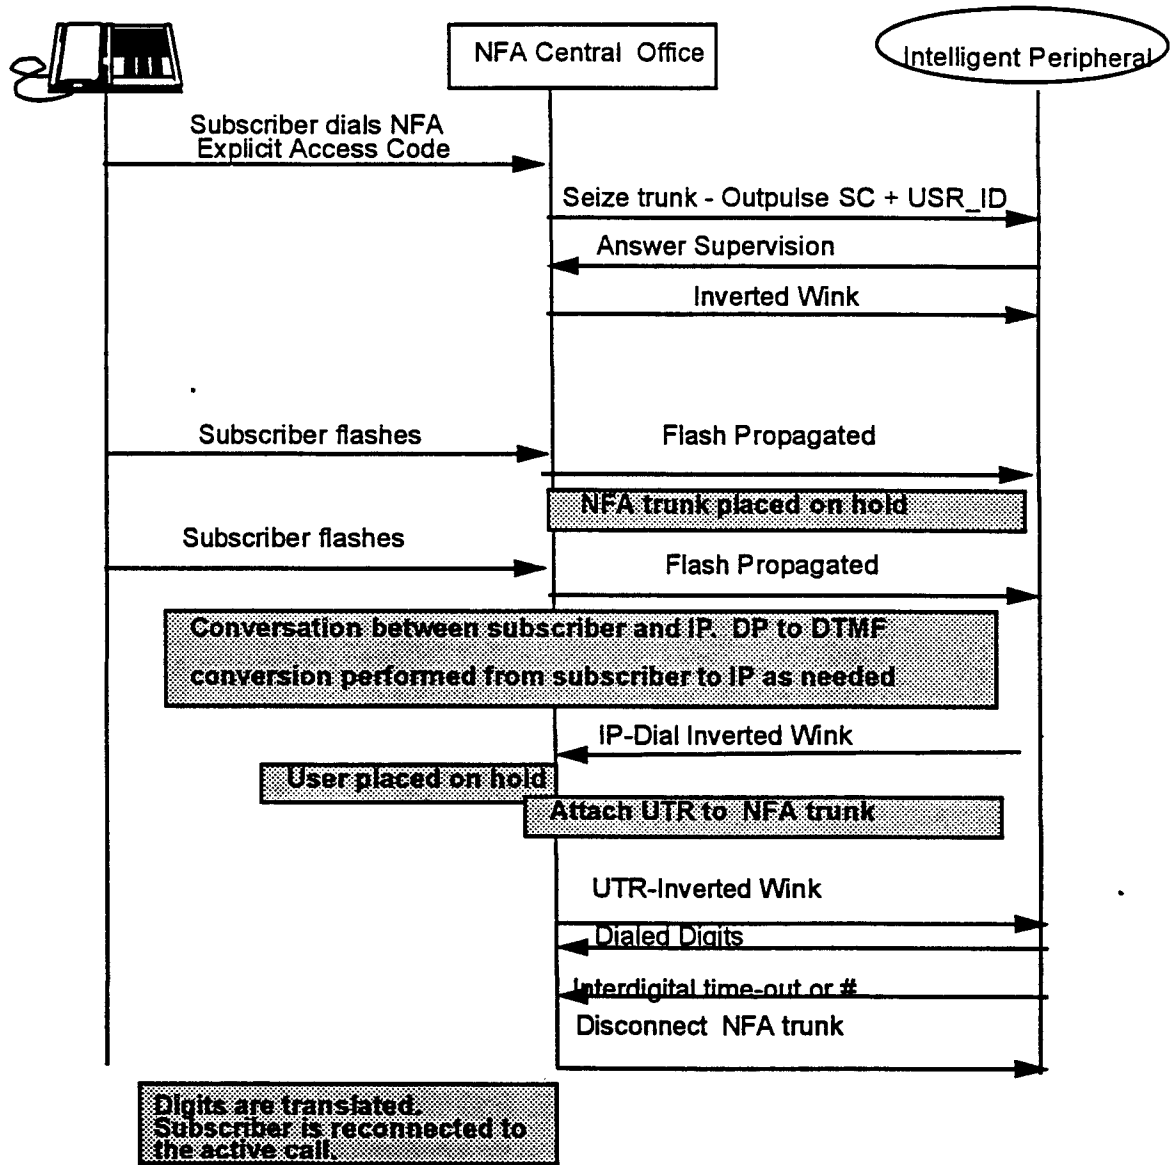 NFA Central Office
Intelligent Peripheral
Subscriber dials NFA
Explicit Access Code
Seize trunk - Outpulse SC + USR_ID
Answer Supervision
Inverted Wink
Subscriber flashes
Flash Propagated
NFA trunk placed on hold
Subscriber flashes
Flash Propagated
Conversation between subscriber and IP. DP to DTMF
conversion performed from subscriber to IP as needed
IP-Dial Inverted Wink
User placed on hold
Attach UTR to NFA trunk
UTR-Inverted Wink
Dialed Digits
Interdigital time-out or #
Disconnect NFA trunk
Digits are translated.
Subscriber is reconnected to
the active call.